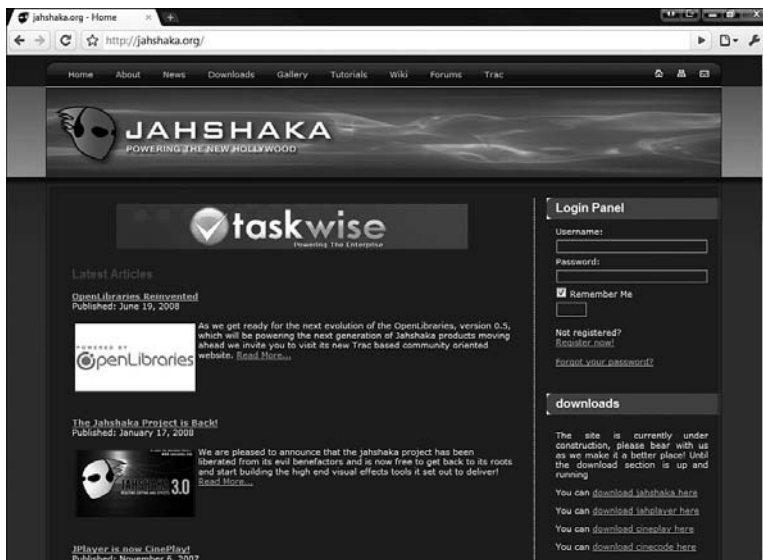 jahshaka.org - Home
http://jahshaka.org/
Home About News Downloads Gallery Tutorials Wiki Forums Trac
JAHSHAKA
POWERING THE NEW HOLLYWOOD
taskwise
Powering The Enterprise
Latest Articles
OpenLibraries Reinvented
Published: June 19, 2008
POWERED BY
OpenLibraries
As we get ready for the next evolution of the OpenLibraries, version 0.5,
which will be powering the next generation of Jahshaka products moving
ahead we invite you to visit its new Trac based community oriented
website. Read More...
The Jahshaka Project is Back!
Published: January 17, 2008
JAHSHAKA 3.0
We are pleased to announce that the jahshaka project has been
liberated from its evil benefactors and is now free to get back to its roots
and start building the high end visual effects tools it set out to deliver!
Read More...
JPlayer is now CinePlay!
Published: November 6, 2007
Login Panel
Username:
Password:
Remember Me
Not registered?
Register now!
Forgot your password?
downloads
The site is currently under
construction, please bear with us
as we make it a better place! Until
the download section is up and
running
You can download jahshaka here
You can download jahplayer here
You can download cineplay here
You can download cinecode here